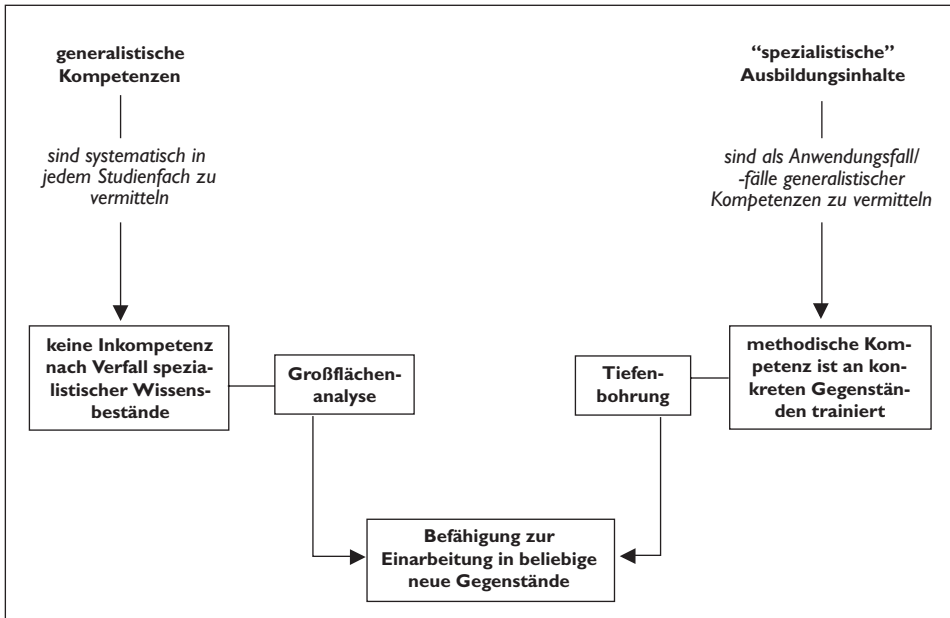 generalistische
Kompetenzen
sind systematisch in
jedem Studienfach zu
vermitteln
keine Inkompetenz
nach Verfall spezia-
listischer Wissens-
bestände
Großflächen-
analyse
“spezialistische”
Ausbildungsinhalte
sind als Anwendungsfall/
-fälle generalistischer
Kompetenzen zu vermitteln
methodische Kom-
petenz ist an kon-
kreten Gegenstän-
den trainiert
Tiefen-
bohrung
Befähigung zur
Einarbeitung in beliebige
neue Gegenstände